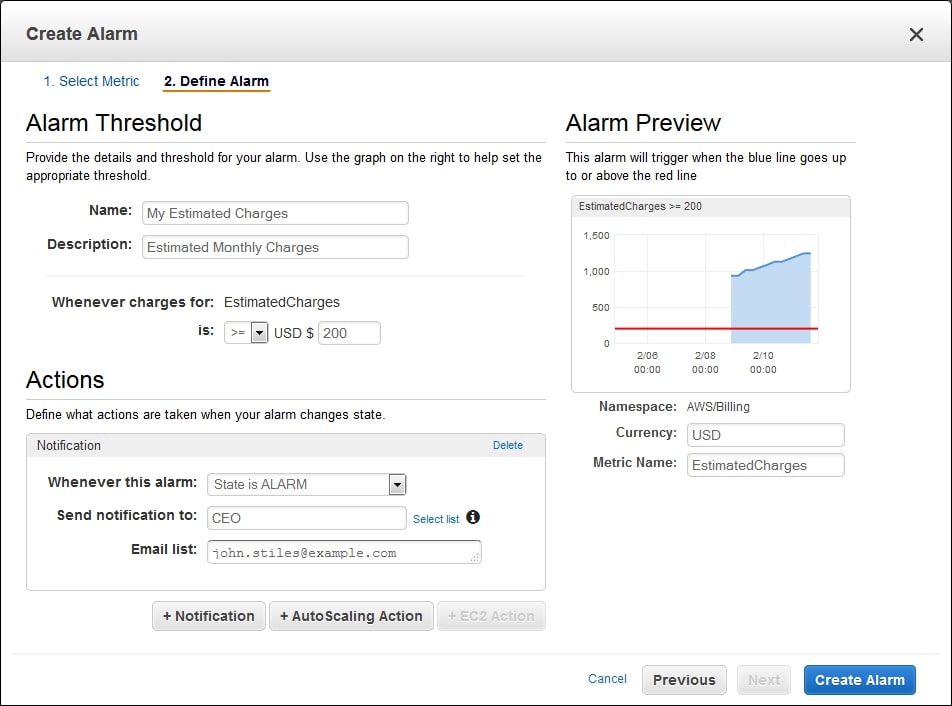 Create Alarm
1. Select Metric
2. Define Alarm
Alarm Threshold
Provide the details and threshold for your alarm. Use the graph on the right to help set the
appropriate threshold.
Name: My Estimated Charges
Description: Estimated Monthly Charges
Whenever charges for: EstimatedCharges
is: >= USD $ 200
Actions
Define what actions are taken when your alarm changes state.
Notification
Delete
Whenever this alarm: State is ALARM
Send notification to: CEO Select list
Email list: john.stiles@example.com
+ Notification
+ AutoScaling Action
+ EC2 Action
Alarm Preview
This alarm will trigger when the blue line goes up
to or above the red line
EstimatedCharges >= 200
1,500
1,000
500
0
2/06 2/08 2/10
00:00 00:00 00:00
Namespace: AWS/Billing
Currency: USD
Metric Name: EstimatedCharges
Cancel
Previous
Next
Create Alarm